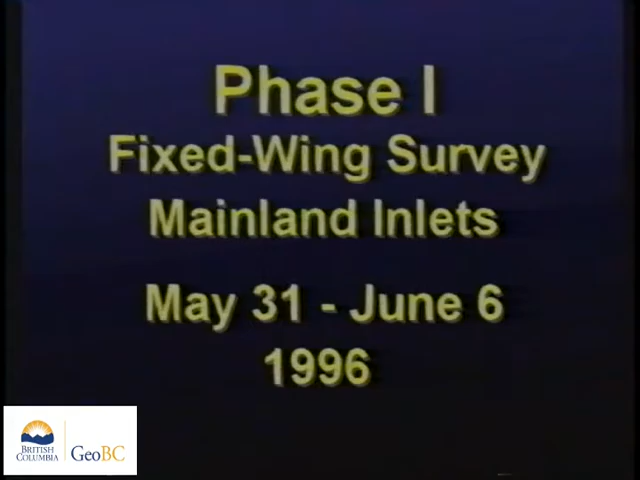 Phase I
Fixed-Wing Survey
Mainland Inlets
May 31 - June 6
1996
BRITISH
COLUMBIA
GeoBC